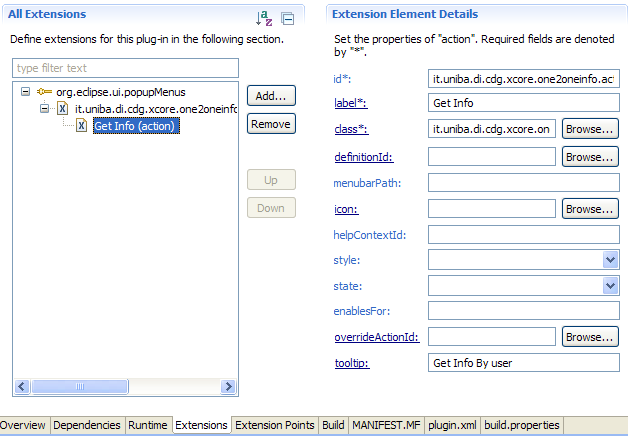 All Extensions
Define extensions for this plug-in in the following section.
type filter text
org.eclipse.ui.popupMenus
it.uniba.di.cdg.xcore.one2oneinfo
Get Info (action)
Add...
Remove
Up
Down
Extension Element Details
Set the properties of "action". Required fields are denoted
by "*".
id*: it.uniba.di.cdg.xcore.one2oneinfo.ac
label*: Get Info
class*: it.uniba.di.cdg.xcore.on Browse...
definitionId: Browse...
menubarPath:
icon: Browse...
helpContextId:
style:
state:
enablesFor:
overrideActionId: Browse...
tooltip: Get Info By user
Overview Dependencies Runtime Extensions Extension Points Build MANIFEST.MF plugin.xml build.properties